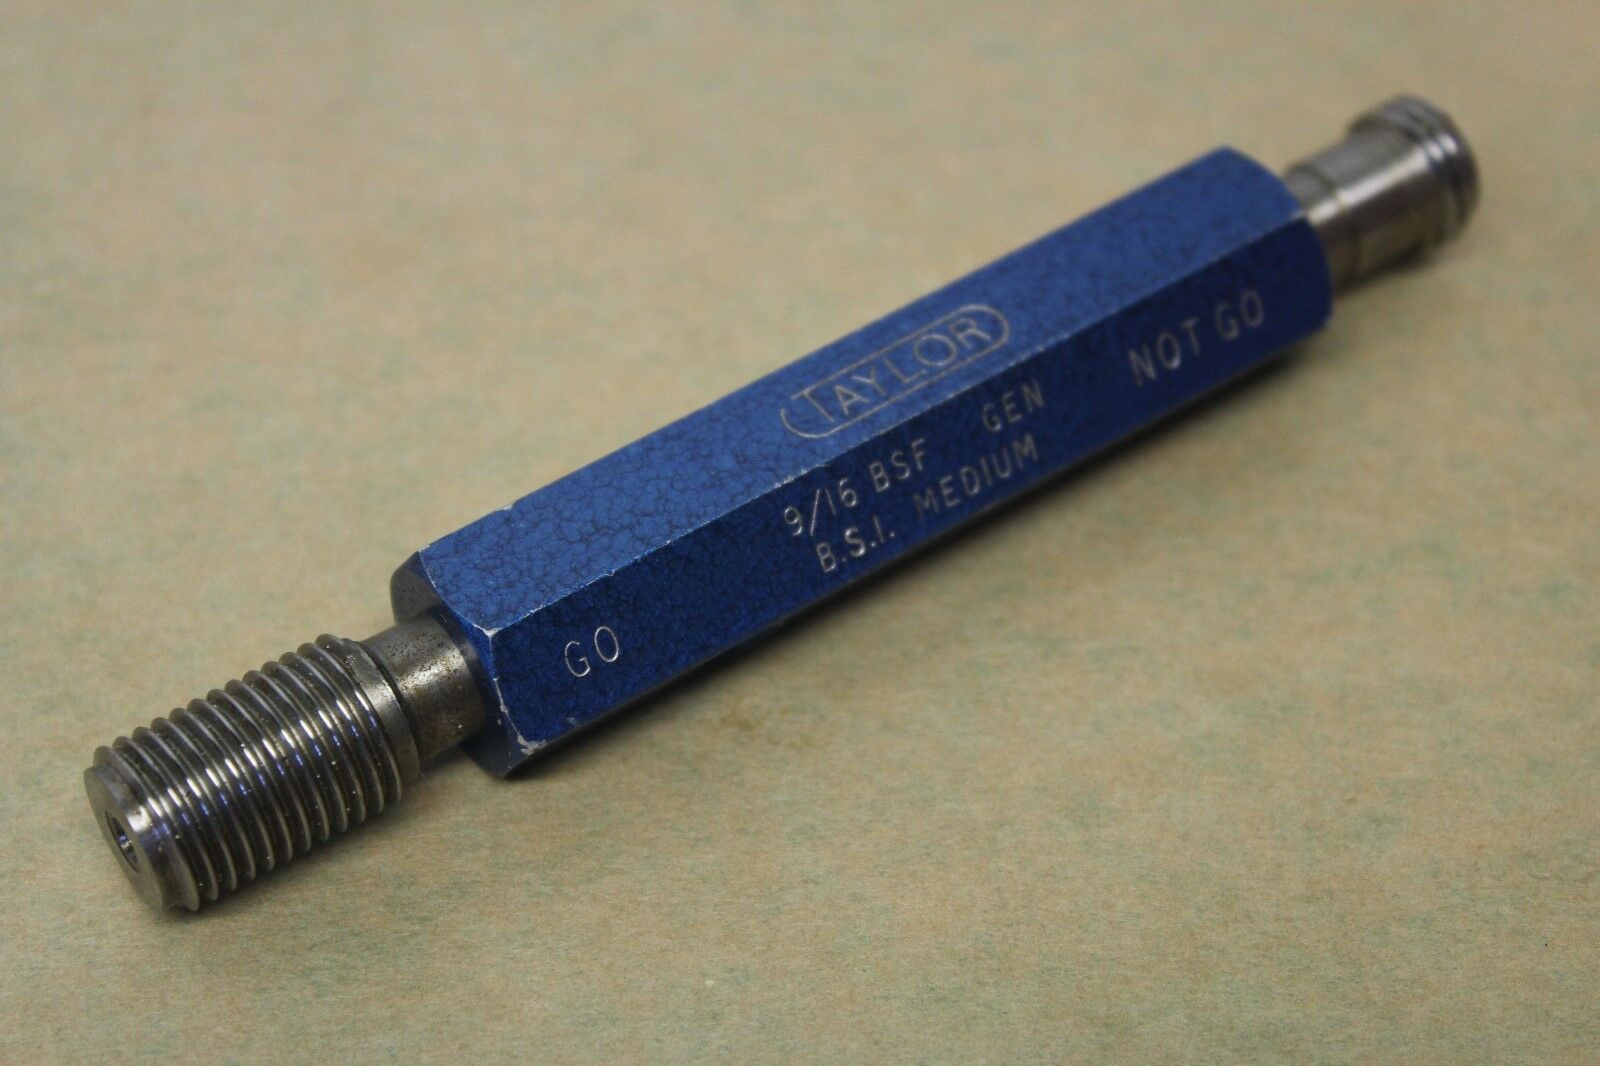 TAYLOR
9/16 BSF GEN
B.S.I. MEDIUM
GO
NOT GO